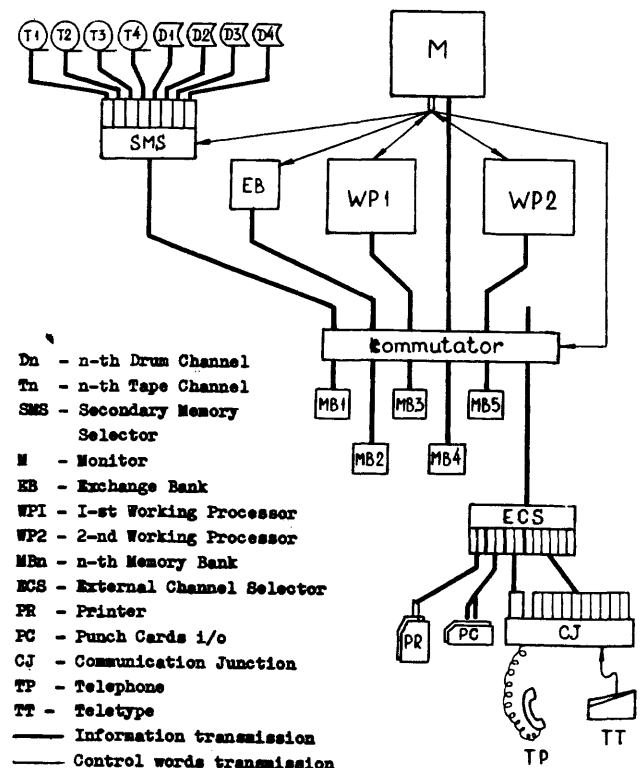 T1 T2 T3 T4 D1 D2 D3 D4
M
SMS
EB
WP1
WP2
Commutator
MB1
MB3
MB5
MB2
MB4
ECS
PR
PC
CJ
TP
TT
Dn - n-th Drum Channel
Tn - n-th Tape Channel
SMS - Secondary Memory
Selector
M - Monitor
EB - Exchange Bank
WPI - I-st Working Processor
WP2 - 2-nd Working Processor
MBn - n-th Memory Bank
ECS - External Channel Selector
PR - Printer
PC - Punch Cards i/o
CJ - Communication Junction
TP - Telephone
TT - Teletype
Information transmission
Control words transmission